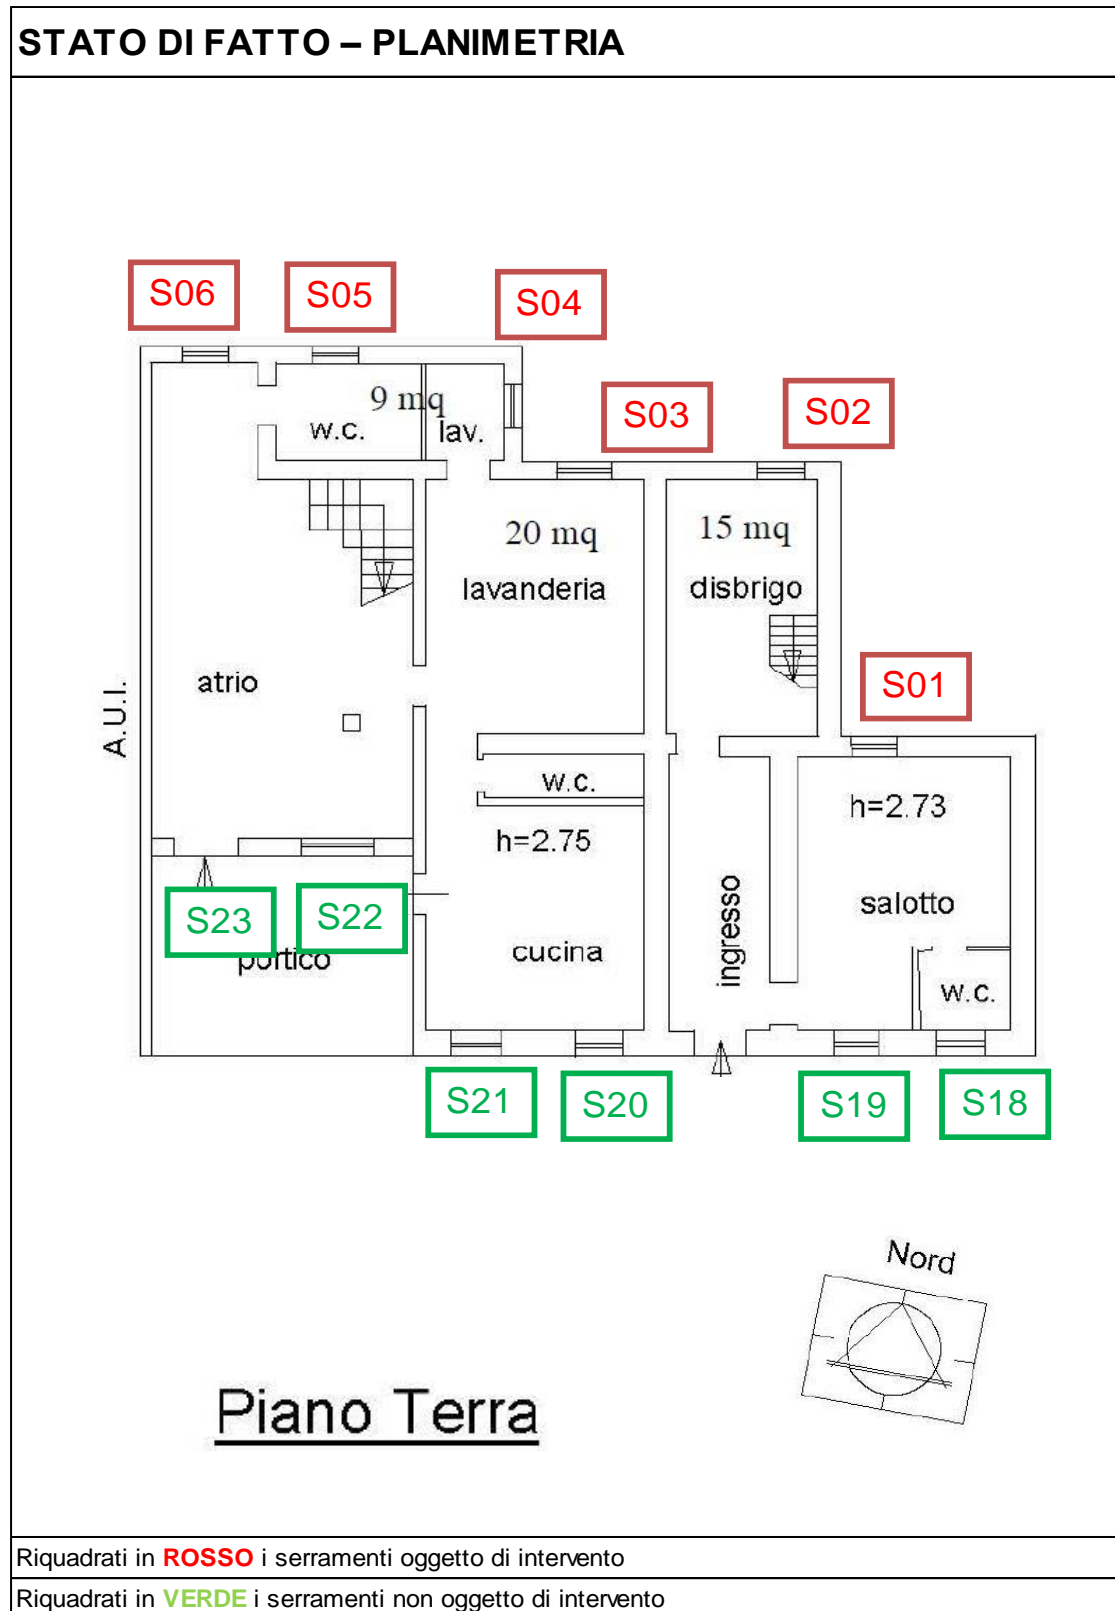 STATO DI FATTO – PLANIMETRIA
S06
S05
S04
S03
S02
9 mq
w.c.
lav.
20 mq
15 mq
lavanderia
disbrigo
atrio
S01
A.U.I.
w.c.
h=2.75
h=2.73
ingresso
salotto
S23
S22
portico
cucina
w.c.
S21
S20
S19
S18
Nord
Piano Terra
Riquadrati in ROSSO i serramenti oggetto di intervento
Riquadrati in VERDE i serramenti non oggetto di intervento